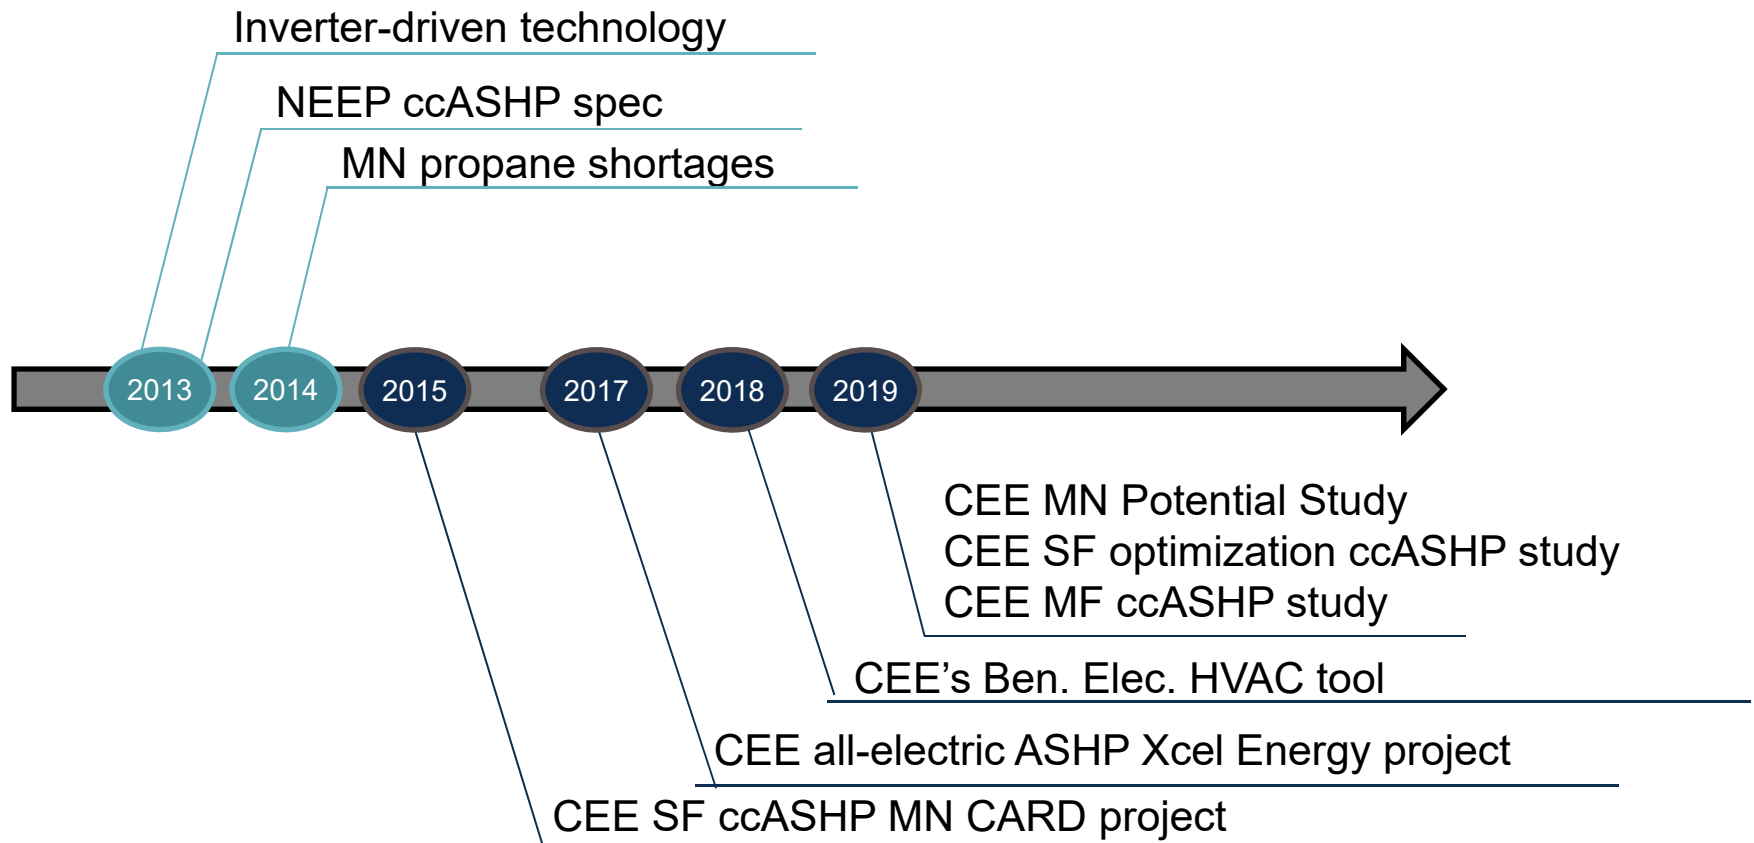 Inverter-driven technology
NEEP ccASHP spec
MN propane shortages
2013
2014
2015
2017
2018
2019
CEE MN Potential Study
CEE SF optimization ccASHP study
CEE MF ccASHP study
CEE’s Ben. Elec. HVAC tool
CEE all-electric ASHP Xcel Energy project
CEE SF ccASHP MN CARD project